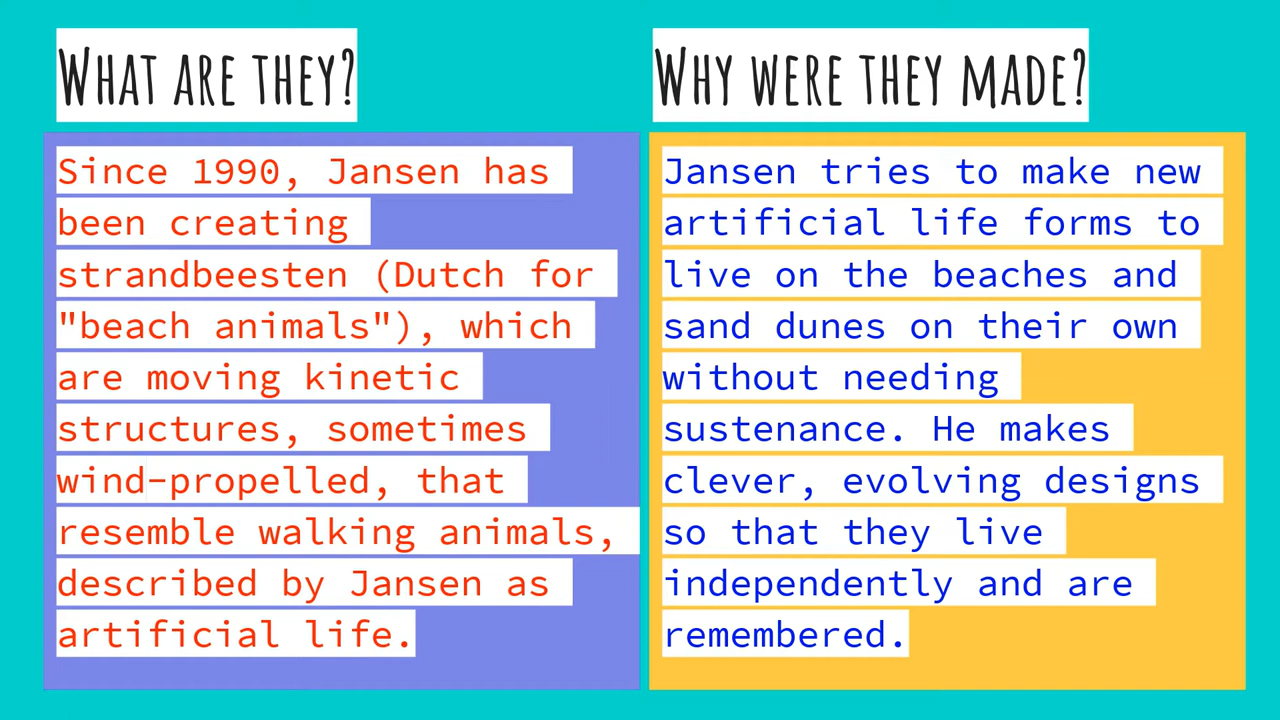 WHAT ARE THEY?
Since 1990, Jansen has
been creating
strandbeesten (Dutch for
"beach animals"), which
are moving kinetic
structures, sometimes
wind-propelled, that
resemble walking animals,
described by Jansen as
artificial life.
WHY WERE THEY MADE?
Jansen tries to make new
artificial life forms to
live on the beaches and
sand dunes on their own
without needing
sustenance. He makes
clever, evolving designs
so that they live
independently and are
remembered.